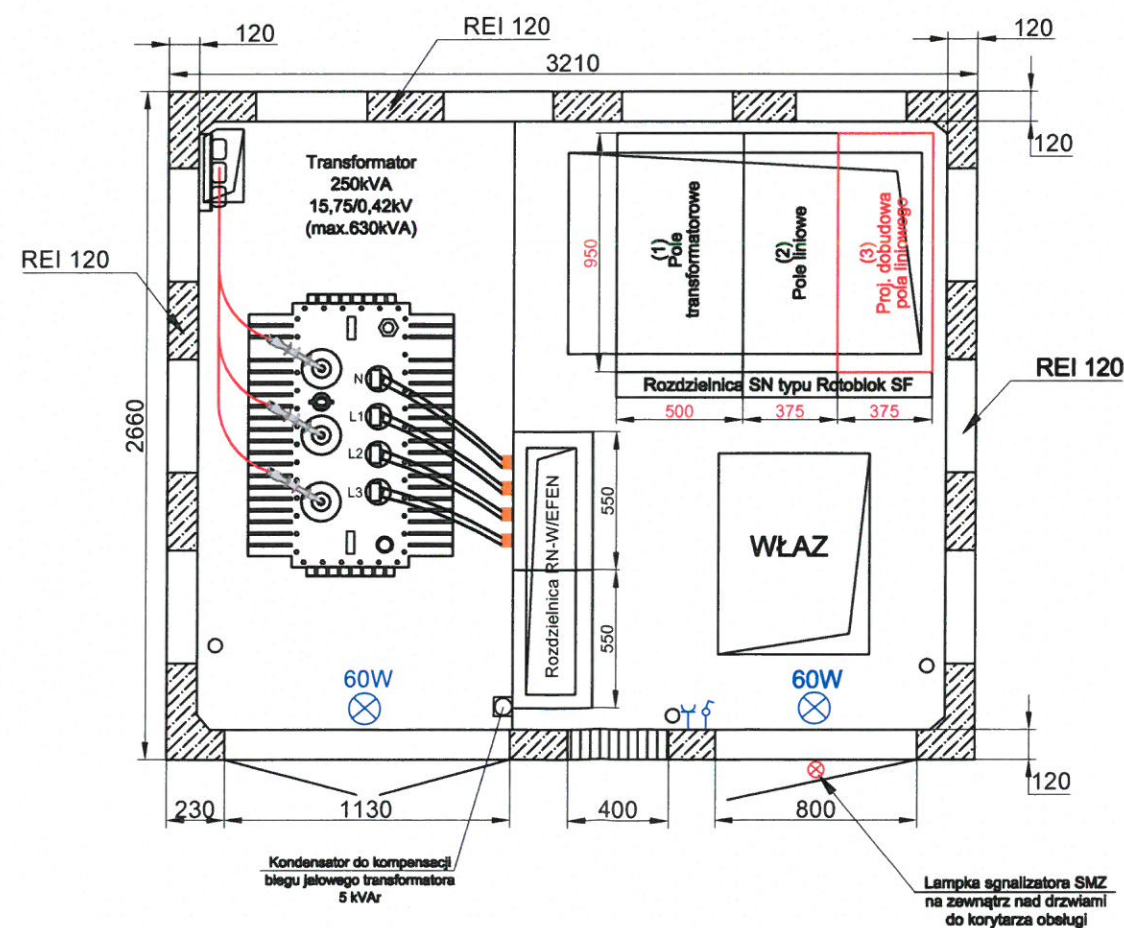 120
REI 120
120
3210
120
Transformator
250kVA
15,75/0,42kV
(max.630kVA)
REI 120
2660
950
(1)
Pole
transformatorowe
(2)
Pole liniowe
(3)
Proj. dobudowa
pola liniowego
Rozdzielnica SN typu Rotoblok SF
500
375
375
REI 120
N
L1
L2
L3
Rozdzielnica RN-W/EFEN
550
550
WŁAZ
60W
60W
230
1130
400
800
120
Kondensator do kompensacji
biegu jałowego transformatora
5 kVAr
Lampka sgnalizatora SMZ
na zewnątrz nad drzwiami
do korytarza obsługi